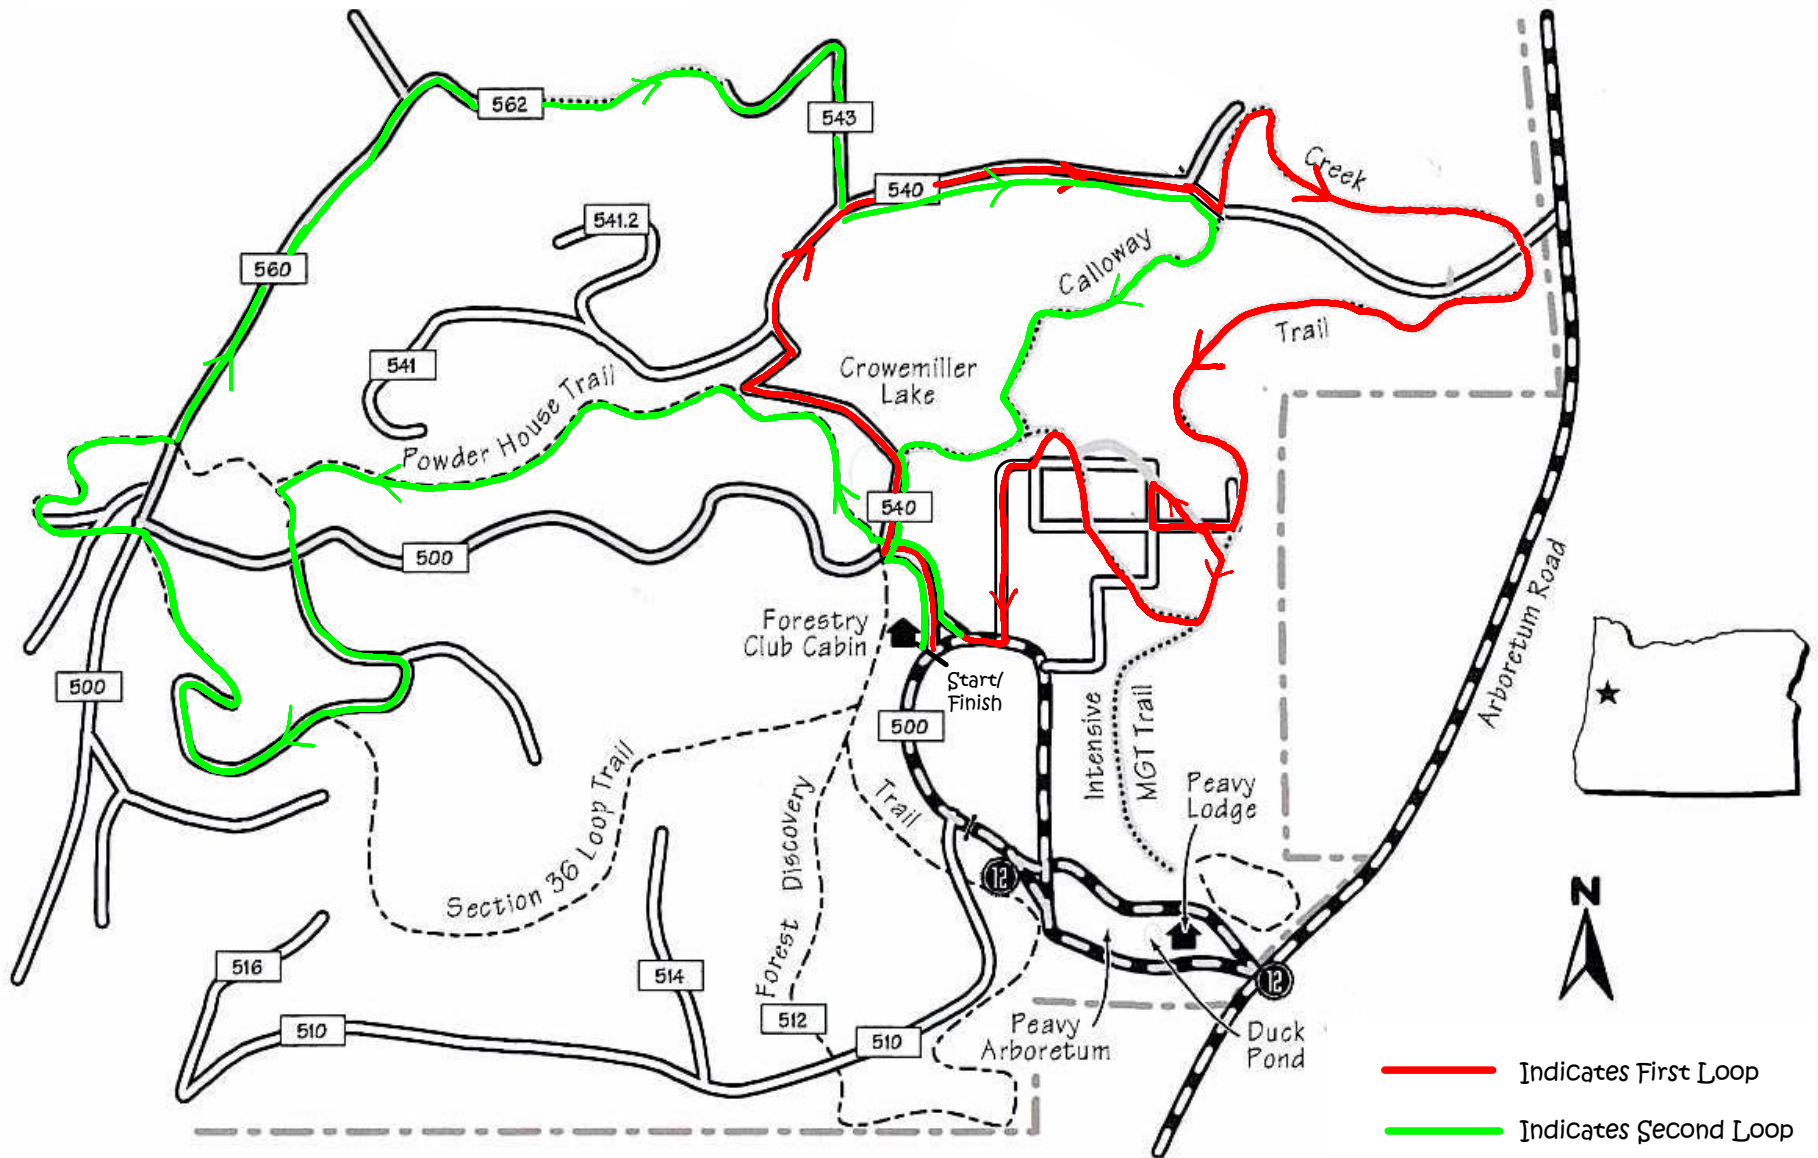 562
543
Creek
540
541.2
Calloway
560
Trail
541
Crowemiller
Lake
Powder House Trail
540
500
Forestry
Club Cabin
Start/
Finish
500
500
Intensive
MGT Trail
Arboretum Road
Peavy
Lodge
Trail
Section 36 Loop Trail
Forest Discovery
12
N
516
514
12
512
510
510
Peavy
Arboretum
Duck
Pond
Indicates First Loop
Indicates Second Loop